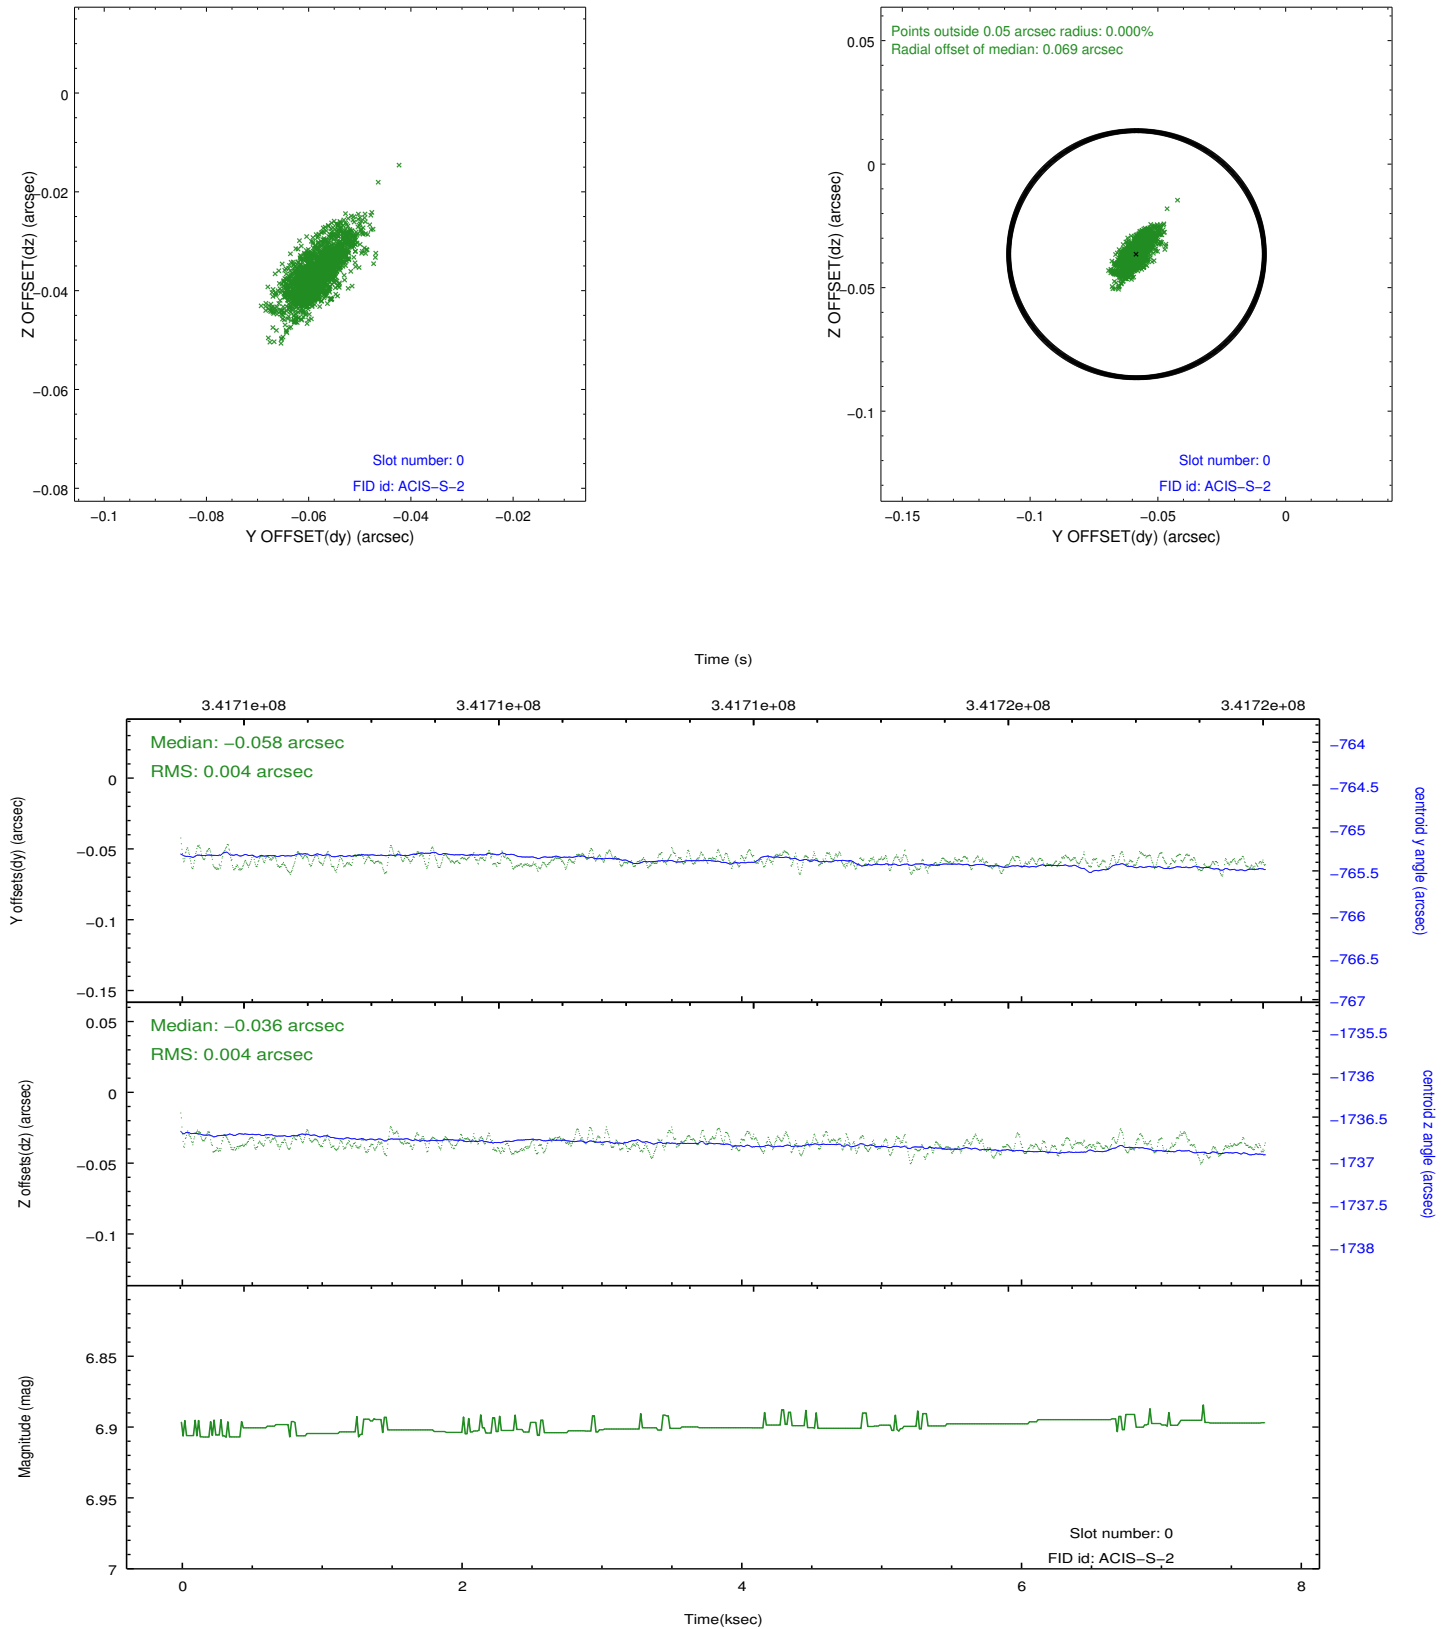 0
−0.02
−0.04
−0.06
−0.08
Z OFFSET(dz) (arcsec)
Slot number: 0
FID id: ACIS−S−2
−0.1 −0.08 −0.06 −0.04 −0.02
Y OFFSET(dy) (arcsec)
Points outside 0.05 arcsec radius: 0.000%
Radial offset of median: 0.069 arcsec
0.05
0
−0.05
−0.1
Z OFFSET(dz) (arcsec)
Slot number: 0
FID id: ACIS−S−2
−0.15 −0.1 −0.05 0
Y OFFSET(dy) (arcsec)
Time (s)
3.4171e+08 3.4171e+08 3.4171e+08 3.4172e+08 3.4172e+08
Median: −0.058 arcsec
RMS: 0.004 arcsec
0
−0.05
−0.1
−0.15
Y offsets(dy) (arcsec)
−764
−764.5
−765
−765.5
−766
−766.5
−767
centroid y angle (arcsec)
Median: −0.036 arcsec
RMS: 0.004 arcsec
0.05
0
−0.05
−0.1
Z offsets(dz) (arcsec)
−1735.5
−1736
−1736.5
−1737
−1737.5
−1738
centroid z angle (arcsec)
6.85
6.9
6.95
7
Magnitude (mag)
Slot number: 0
FID id: ACIS−S−2
0 2 4 6 8
Time(ksec)